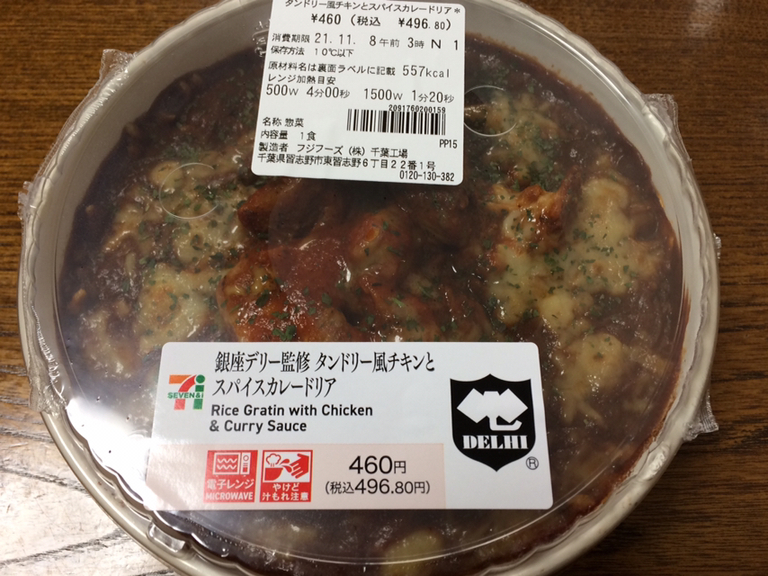 タンドリー風チキンとスパイスカレードリア*
¥460 (税込 ¥496.80)
消費期限 21.11. 8午前 3時 N 1
保存方法 10℃以下
原材料名は裏面ラベルに記載 557kcal
レンジ加熱目安
500W 4分00秒 1500W 1分20秒
2091760200159
名称 惣菜
内容量 1食
PP15
製造者 フジフーズ(株) 千葉工場
千葉県習志野市東習志野6丁目22番1号
0120-130-382
銀座デリー監修 タンドリー風チキンと
スパイスカレードリア
7i
SEVEN&i
Rice Gratin with Chicken
& Curry Sauce
DELHI
®
電子レンジ
MICROWAVE
やけど
汁もれ注意
460円
(税込496.80円)